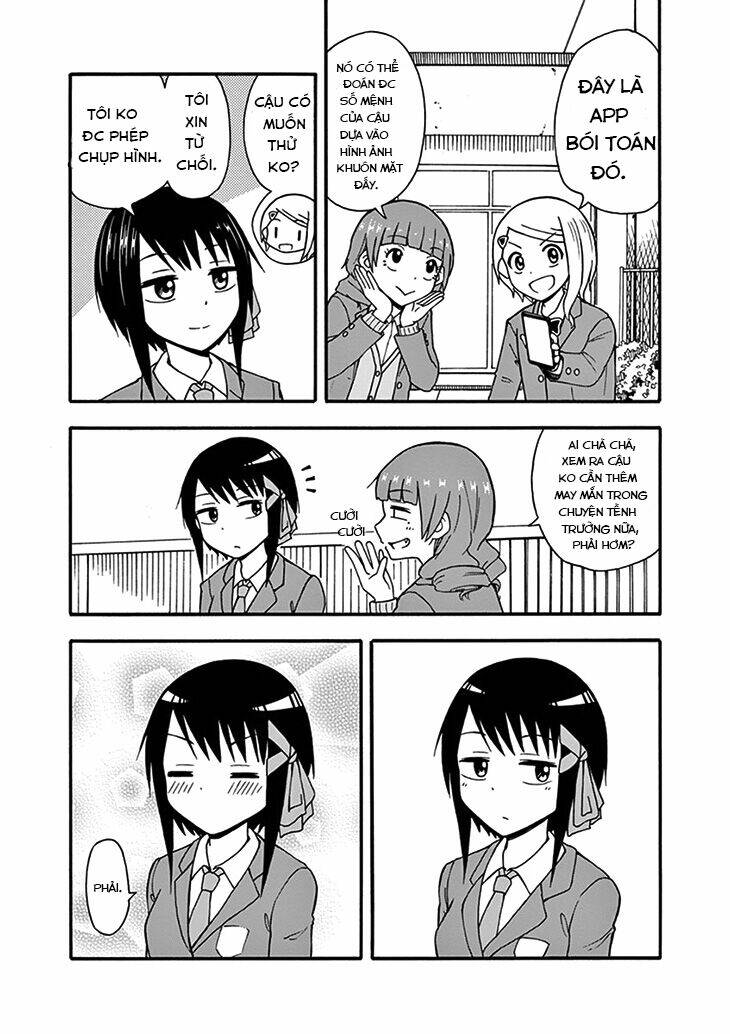 ĐÂY LÀ
APP
BÓI TOÁN
ĐÓ.
NÓ CÓ THỂ
ĐOÁN ĐC
SỐ MỆNH
CỦA CẬU
DỰA VÀO
HÌNH ẢNH
KHUÔN MẶT
ĐẤY.
CẬU CÓ
MUỐN
THỬ
KO?
TÔI
XIN
TỪ
CHỐI.
TÔI KO
ĐC PHÉP
CHỤP HÌNH.
AI CHÀ CHÀ,
XEM RA CẬU
KO CẦN THÊM
MAY MẮN TRONG
CHUYỆN TỀNH
TRƯỜNG NỮA,
PHẢI HƠM?
CƯỜI
CƯỜI
PHẢI.